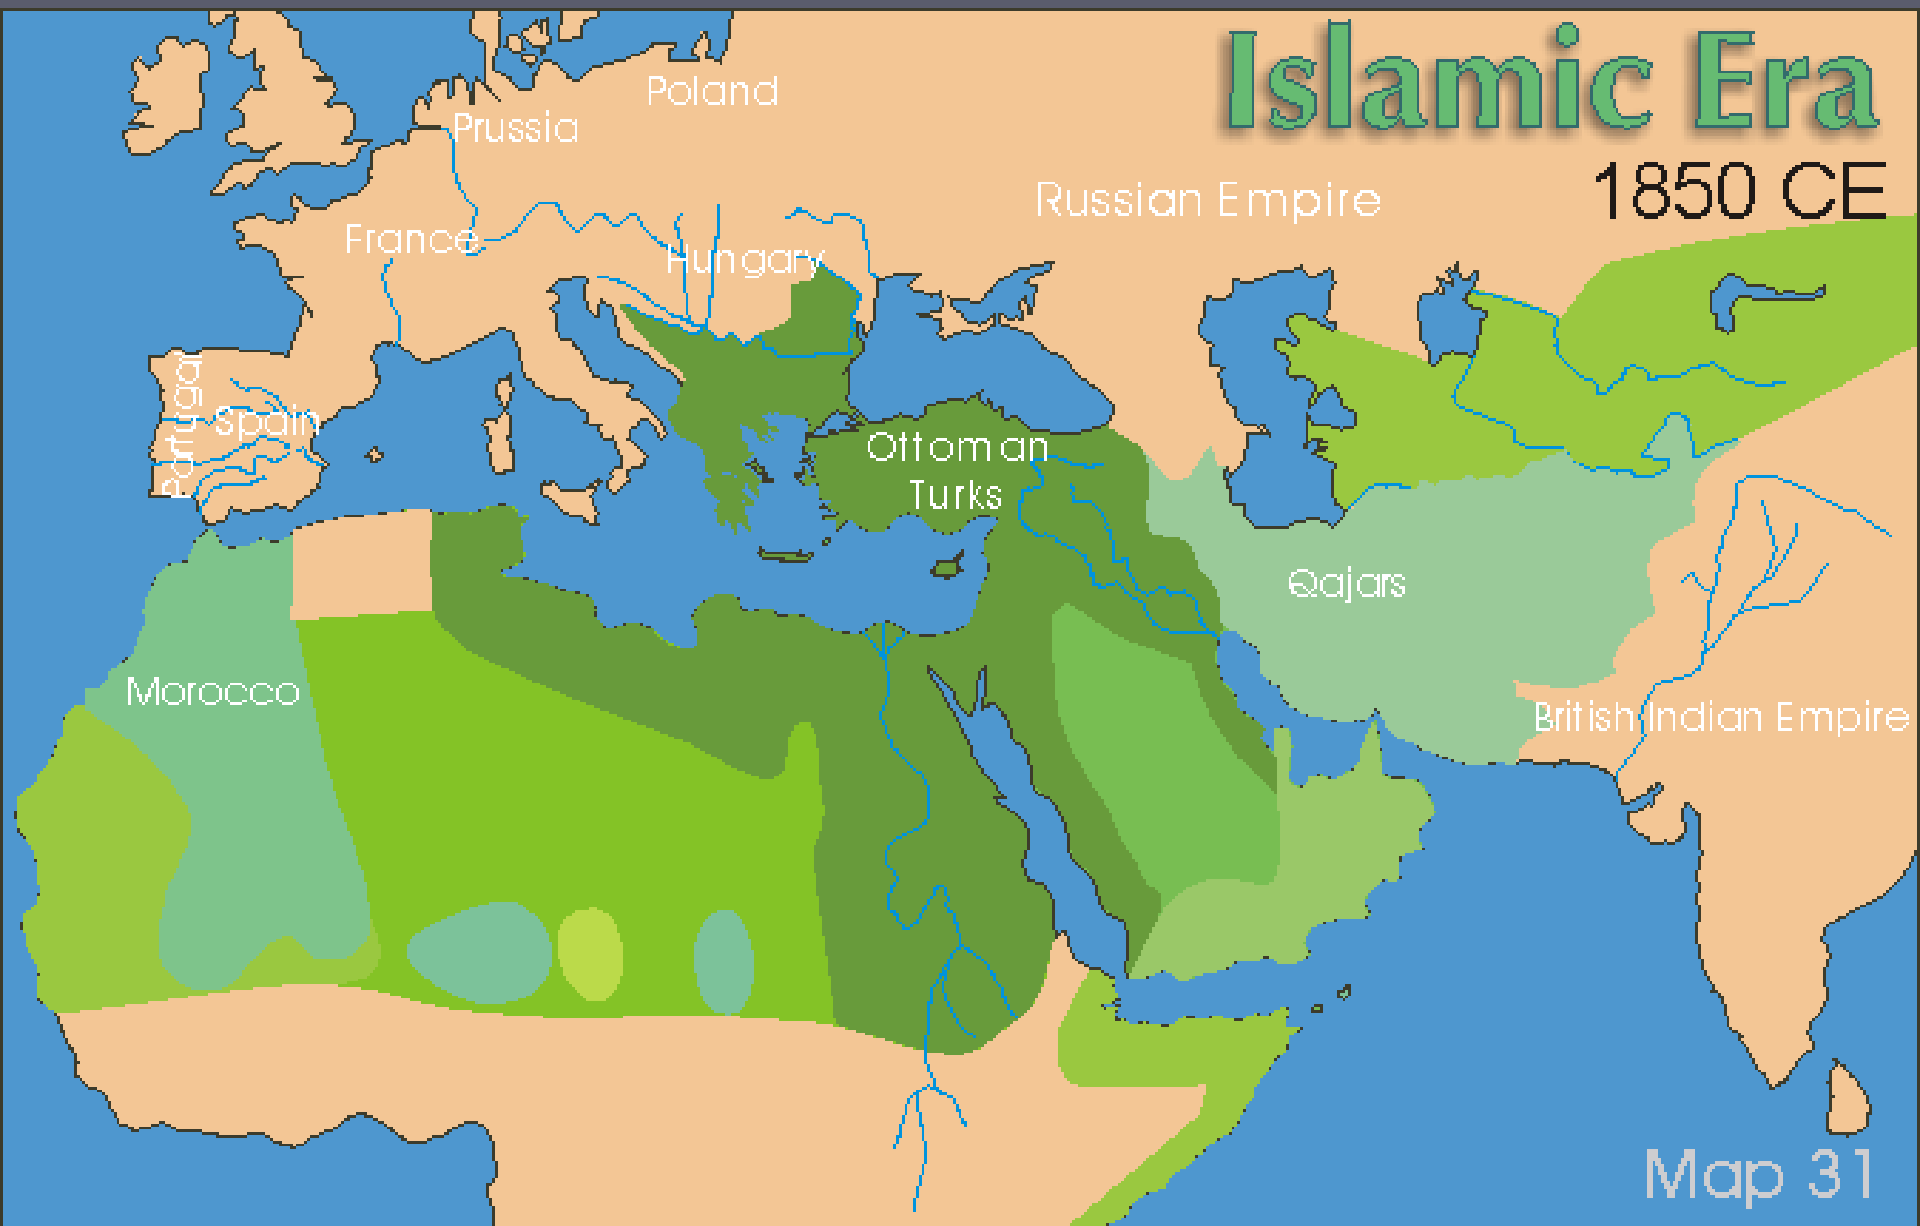 Islamic Era
1850 CE
Poland
Prussia
Russian Empire
France
Hungary
Portugal
Spain
Ottoman
Turks
Qajars
Morocco
British Indian Empire
Map 31